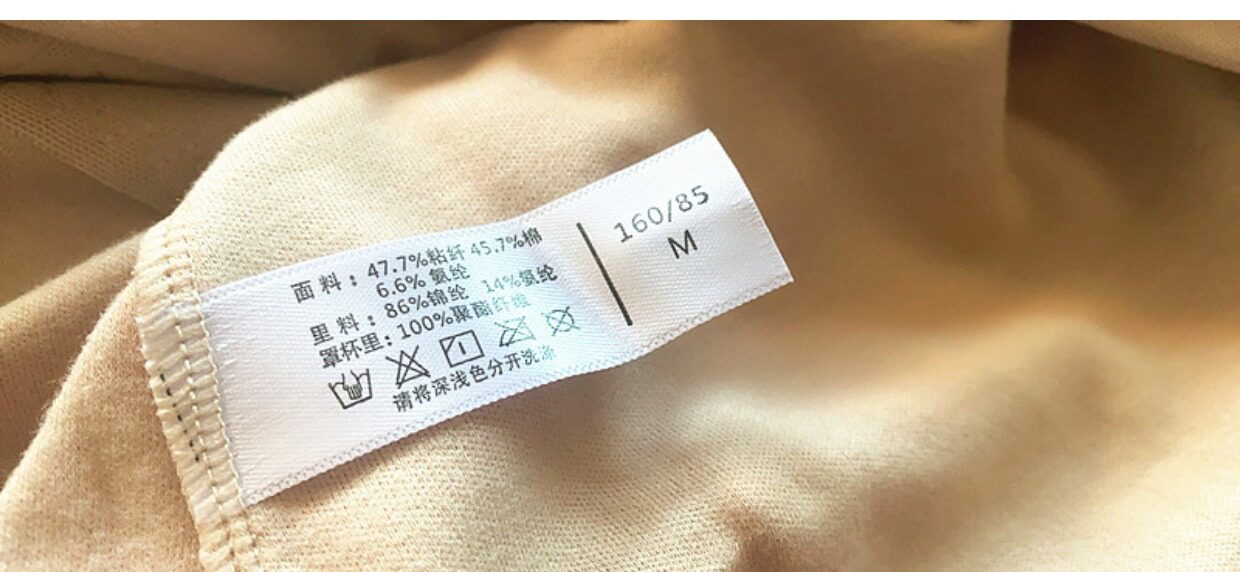 面料：47.7%粘纤 45.7%棉
6.6% 氨纶
里料：86%锦纶 14%氨纶
罩杯里：100%聚酯纤维
请将深浅色分开洗涤
160/85
M